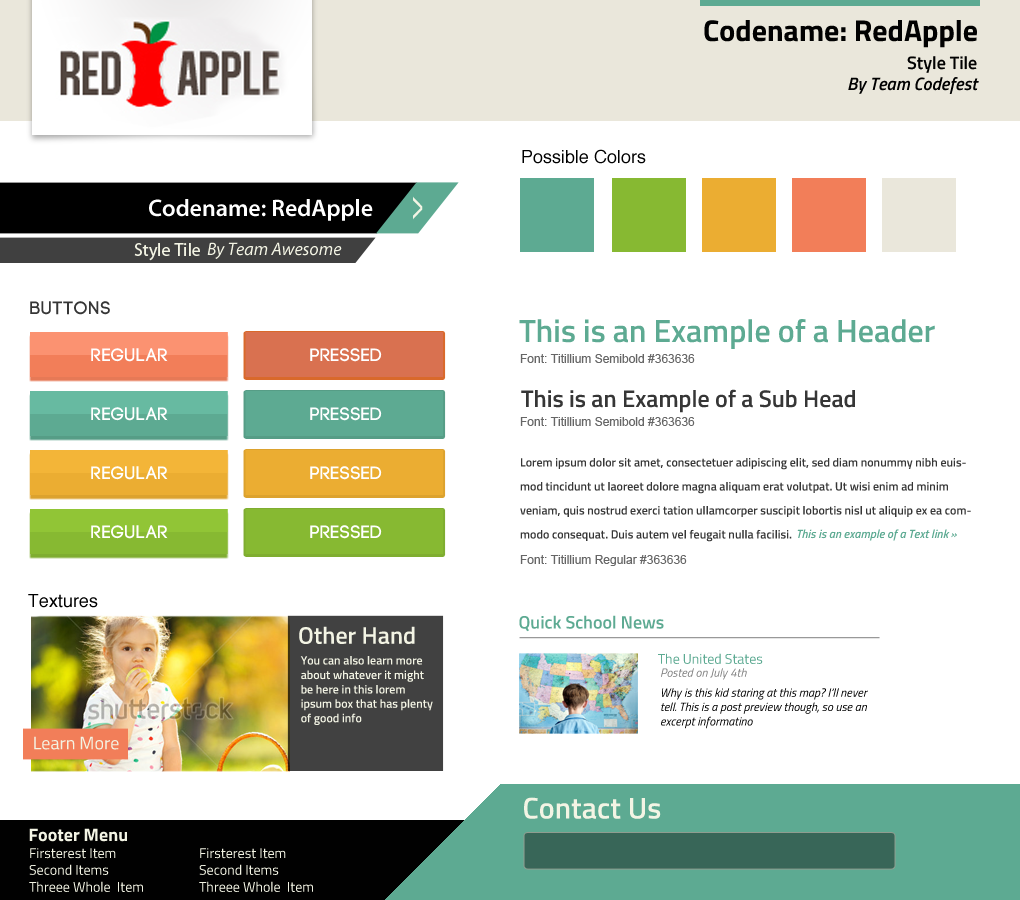 RED APPLE
Codename: RedApple
Style Tile
By Team Codefest
Codename: RedApple
Style Tile By Team Awesome
Possible Colors
BUTTONS
REGULAR
PRESSED
REGULAR
PRESSED
REGULAR
PRESSED
REGULAR
PRESSED
This is an Example of a Header
Font: Titillium Semibold #363636
This is an Example of a Sub Head
Font: Titillium Semibold #363636
Lorem ipsum dolor sit amet, consectetuer adipiscing elit, sed diam nonummy nibh euis-
mod tincidunt ut laoreet dolore magna aliquam erat volutpat. Ut wisi enim ad minim
veniam, quis nostrud exerci tation ullamcorper suscipit lobortis nisl ut aliquip ex ea com-
modo consequat. Duis autem vel feugait nulla facilisi. This is an example of a Text link »
Font: Titillium Regular #363636
Textures
shutterstock
Learn More
Other Hand
You can also learn more
about whatever it might
be here in this lorem
ipsum box that has plenty
of good info
Quick School News
The United States
Posted on July 4th
Why is this kid staring at this map? I'll never
tell. This is a post preview though, so use an
excerpt informatino
Footer Menu
Firsterest Item
Second Items
Threee Whole Item
Firsterest Item
Second Items
Threee Whole Item
Contact Us